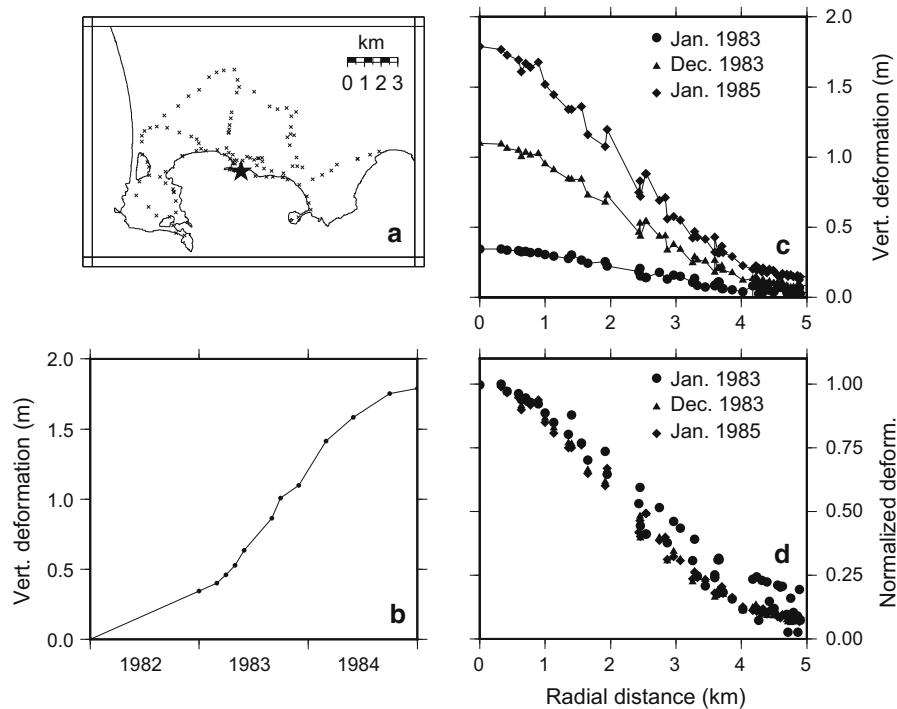 km
0 1 2 3
a
Jan. 1983
Dec. 1983
Jan. 1985
c
2.0
1.5
1.0
0.5
0.0
Vert. deformation (m)
0 1 2 3 4 5
Vert. deformation (m)
2.0
1.5
1.0
0.5
0.0
b
1982 1983 1984
Jan. 1983
Dec. 1983
Jan. 1985
d
1.00
0.75
0.50
0.25
0.00
Normalized deform.
0 1 2 3 4 5
Radial distance (km)